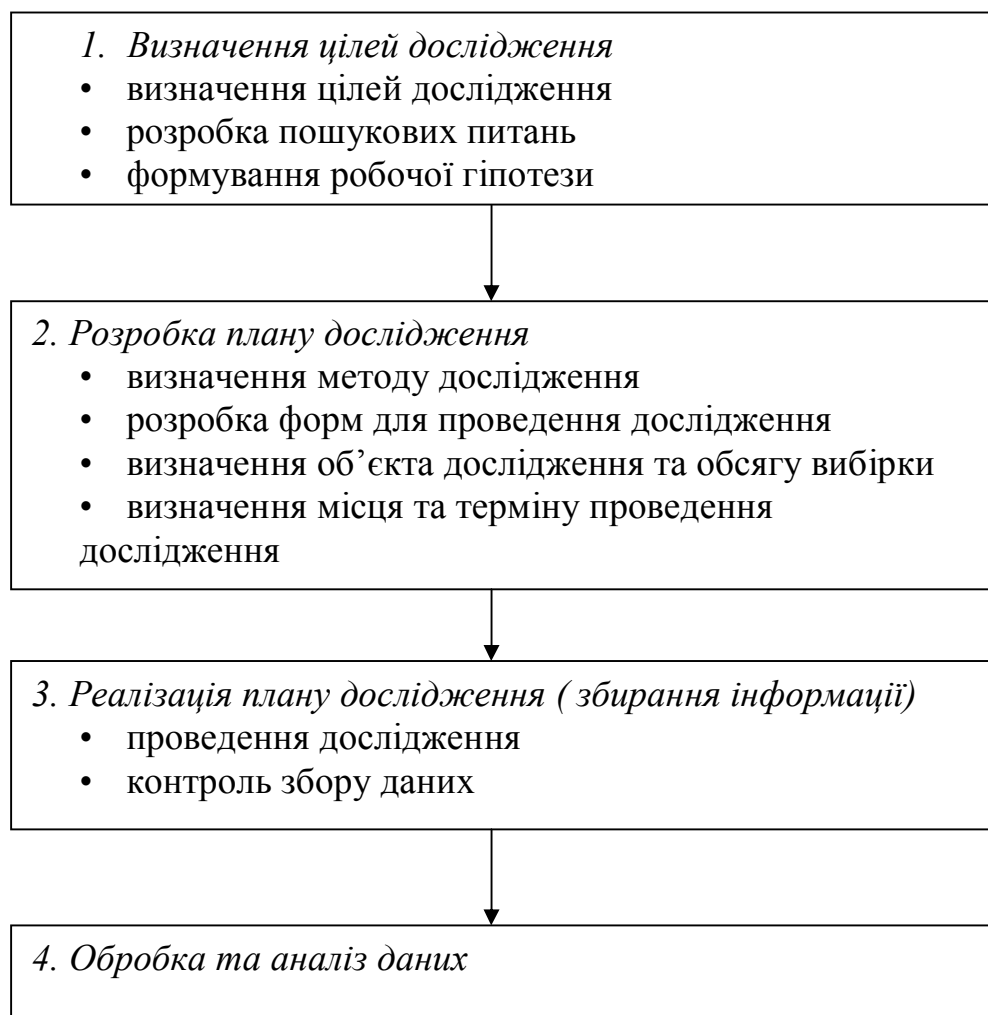 1. Визначення цілей дослідження
• визначення цілей дослідження
• розробка пошукових питань
• формування робочої гіпотези
2. Розробка плану дослідження
• визначення методу дослідження
• розробка форм для проведення дослідження
• визначення об’єкта дослідження та обсягу вибірки
• визначення місця та терміну проведення
дослідження
3. Реалізація плану дослідження ( збирання інформації)
• проведення дослідження
• контроль збору даних
4. Обробка та аналіз даних